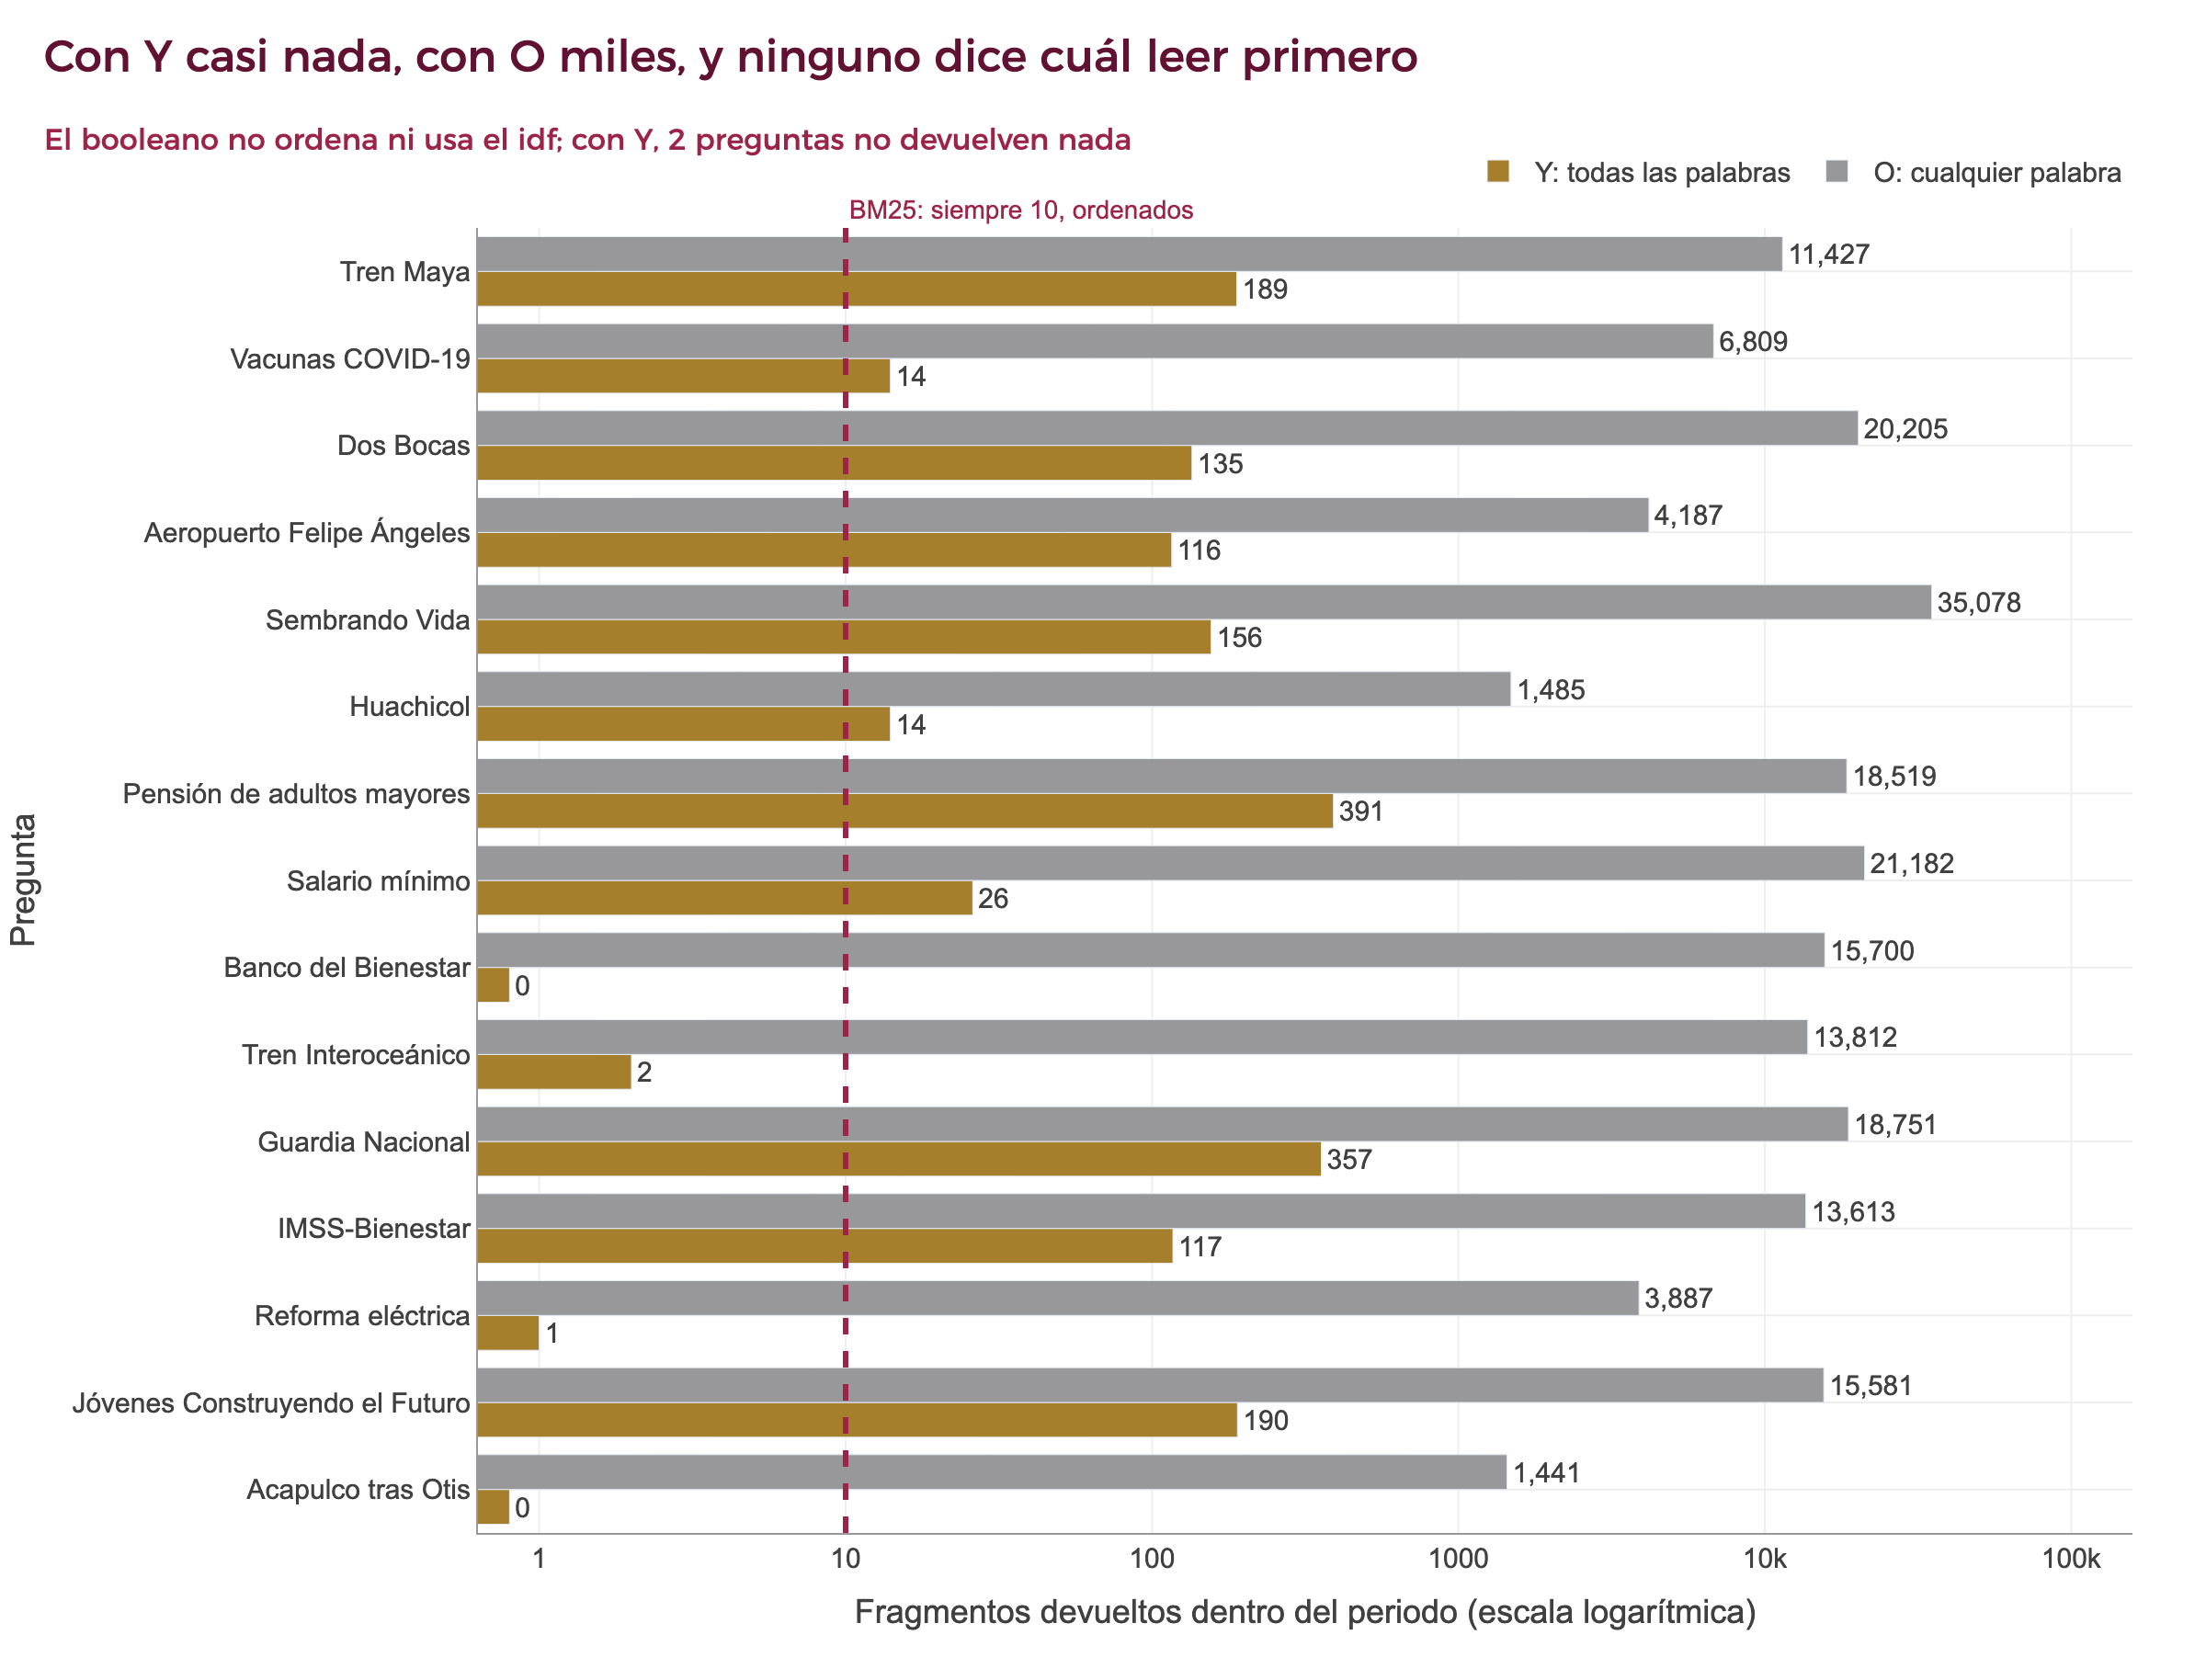 Con Y casi nada, con O miles, y ninguno dice cuál leer primero
El booleano no ordena ni usa el idf; con Y, 2 preguntas no devuelven nada
Y: todas las palabras
O: cualquier palabra
BM25: siempre 10, ordenados
Pregunta
Tren Maya
11,427
189
Vacunas COVID-19
6,809
14
Dos Bocas
20,205
135
Aeropuerto Felipe Ángeles
4,187
116
Sembrando Vida
35,078
156
Huachicol
1,485
14
Pensión de adultos mayores
18,519
391
Salario mínimo
21,182
26
Banco del Bienestar
15,700
0
Tren Interoceánico
13,812
2
Guardia Nacional
18,751
357
IMSS-Bienestar
13,613
117
Reforma eléctrica
3,887
1
Jóvenes Construyendo el Futuro
15,581
190
Acapulco tras Otis
1,441
0
1 10 100 1000 10k 100k
Fragmentos devueltos dentro del periodo (escala logarítmica)